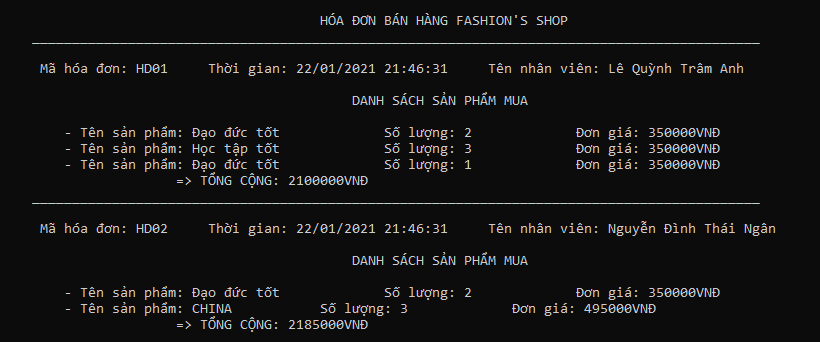 HÓA ĐƠN BÁN HÀNG FASHION'S SHOP
Mã hóa đơn: HD01 Thời gian: 22/01/2021 21:46:31 Tên nhân viên: Lê Quỳnh Trâm Anh
DANH SÁCH SẢN PHẨM MUA
- Tên sản phẩm: Đạo đức tốt Số lượng: 2 Đơn giá: 350000VNĐ
- Tên sản phẩm: Học tập tốt Số lượng: 3 Đơn giá: 350000VNĐ
- Tên sản phẩm: Đạo đức tốt Số lượng: 1 Đơn giá: 350000VNĐ
=> TỔNG CỘNG: 2100000VNĐ
Mã hóa đơn: HD02 Thời gian: 22/01/2021 21:46:31 Tên nhân viên: Nguyễn Đình Thái Ngân
DANH SÁCH SẢN PHẨM MUA
- Tên sản phẩm: Đạo đức tốt Số lượng: 2 Đơn giá: 350000VNĐ
- Tên sản phẩm: CHINA Số lượng: 3 Đơn giá: 495000VNĐ
=> TỔNG CỘNG: 2185000VNĐ